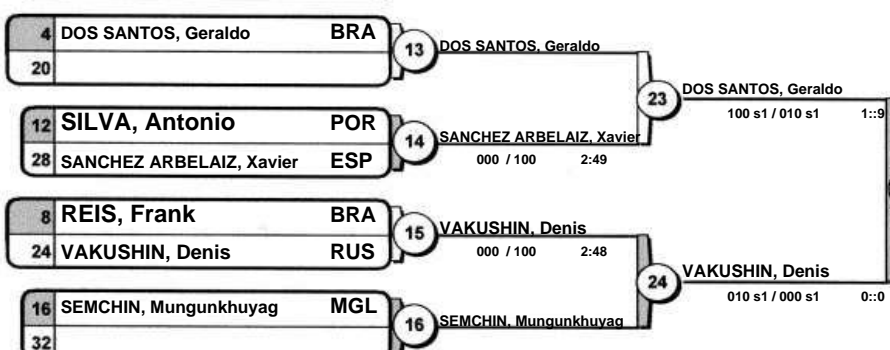 4 DOS SANTOS, Geraldo BRA
20
13
DOS SANTOS, Geraldo
12 SILVA, Antonio POR
28 SANCHEZ ARBELAIZ, Xavier ESP
14
SANCHEZ ARBELAIZ, Xavier
000 / 100 2:49
23
DOS SANTOS, Geraldo
100 s1 / 010 s1 1::9
8 REIS, Frank BRA
24 VAKUSHIN, Denis RUS
15
VAKUSHIN, Denis
000 / 100 2:48
16 SEMCHIN, Mungunkhuyag MGL
32
16
SEMCHIN, Mungunkhuyag
24
VAKUSHIN, Denis
010 s1 / 000 s1 0::0